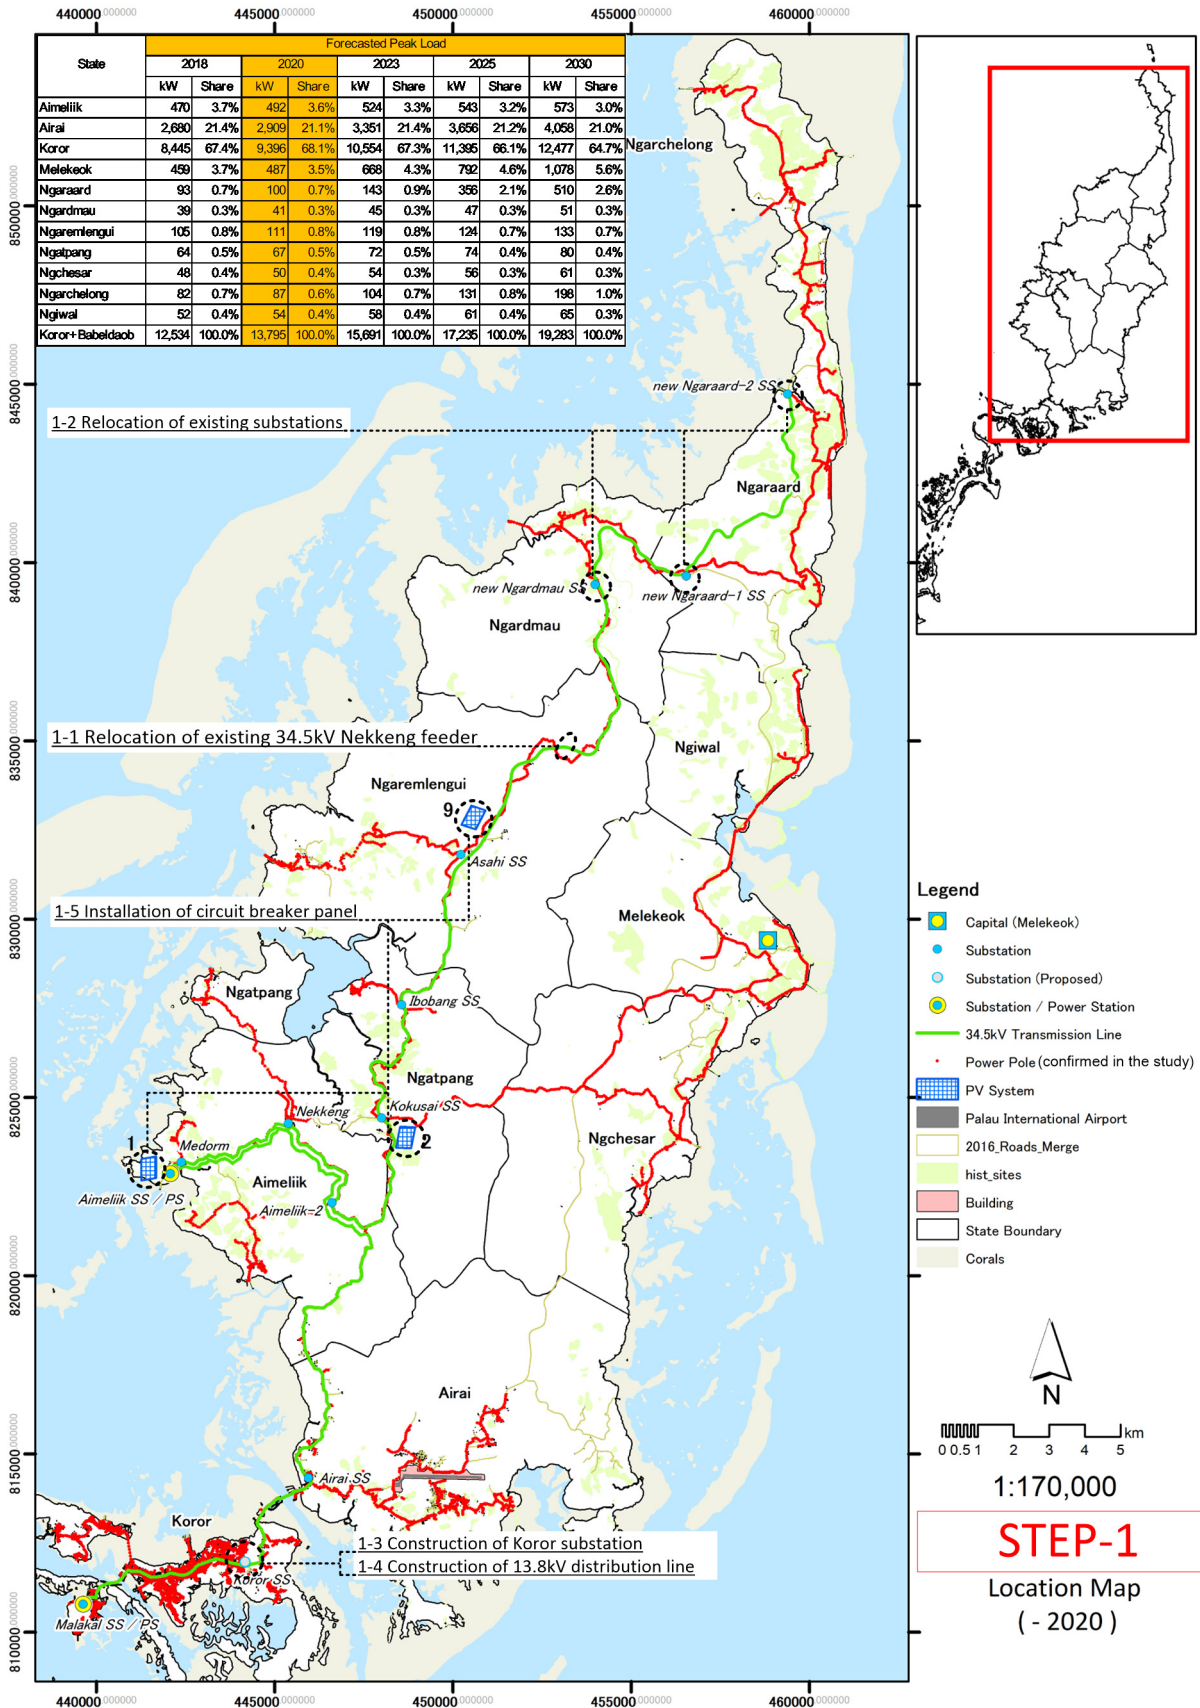 440000.000000 445000.000000 450000.000000 455000.000000 460000.000000
State Forecasted Peak Load
2018 2020 2023 2025 2030
kW Share kW Share kW Share kW Share kW Share
Aimeliik 470 3.7% 492 3.6% 524 3.3% 543 3.2% 573 3.0%
Airai 2,680 21.4% 2,909 21.1% 3,351 21.4% 3,656 21.2% 4,058 21.0%
Koror 8,445 67.4% 9,396 68.1% 10,554 67.3% 11,395 66.1% 12,477 64.7%
Melekeok 459 3.7% 487 3.5% 668 4.3% 792 4.6% 1,078 5.6%
Ngaraard 93 0.7% 100 0.7% 143 0.9% 356 2.1% 510 2.6%
Ngardmau 39 0.3% 41 0.3% 45 0.3% 47 0.3% 51 0.3%
Ngaremlengui 105 0.8% 111 0.8% 119 0.8% 124 0.7% 133 0.7%
Ngatpang 64 0.5% 67 0.5% 72 0.5% 74 0.4% 80 0.4%
Ngchesar 48 0.4% 50 0.4% 54 0.3% 56 0.3% 61 0.3%
Ngarchelong 82 0.7% 87 0.6% 104 0.7% 131 0.8% 198 1.0%
Ngiwal 52 0.4% 54 0.4% 58 0.4% 61 0.4% 65 0.3%
Koror+Babeldaob 12,534 100.0% 13,795 100.0% 15,691 100.0% 17,235 100.0% 19,283 100.0%
Ngarchelong
850000.000000
845000.000000
new Ngaraard-2 SS
1-2 Relocation of existing substations
Ngaraard
840000.000000
new Ngardmau SS
new Ngaraard-1 SS
Ngardmau
835000.000000
1-1 Relocation of existing 34.5kV Nekkeng feeder
Ngiwal
Ngaremlengui
9
Asahi SS
830000.000000
1-5 Installation of circuit breaker panel
Melekeok
Ngatpang
Ibobang SS
Ngatpang
825000.000000
Nekkeng
Kokusai SS
Ngchesar
1
2
Medorm
Aimeliik
Aimeliik SS / PS
Aimeliik-2
820000.000000
Airai
815000.000000
Airai SS
Koror
1-3 Construction of Koror substation
1-4 Construction of 13.8kV distribution line
Koror SS
Malakal SS / PS
810000.000000
440000.000000 445000.000000 450000.000000 455000.000000 460000.000000
Legend
Capital (Melekeok)
Substation
Substation (Proposed)
Substation / Power Station
34.5kV Transmission Line
Power Pole (confirmed in the study)
PV System
Palau International Airport
2016_Roads_Merge
hist_sites
Building
State Boundary
Corals
N
km
0 0.5 1 2 3 4 5
1:170,000
STEP-1
Location Map
( - 2020 )